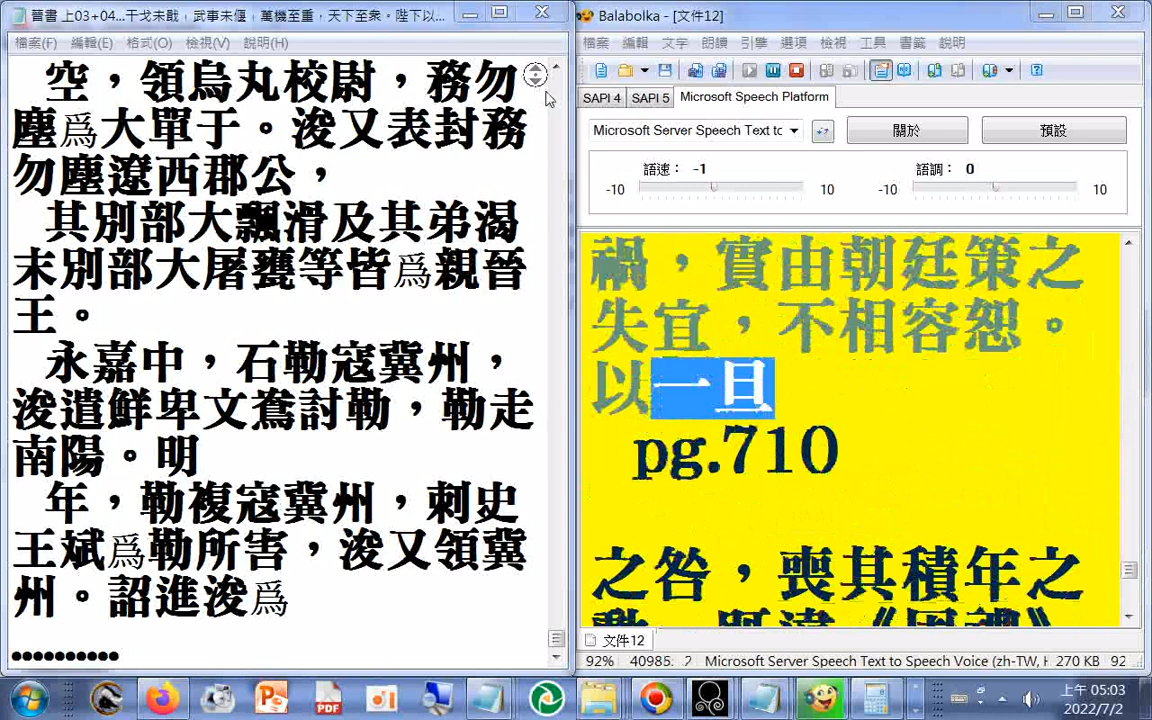 晉書 上03+04...干戈未戢，武事未偃，萬機至重，天下至衆。陛下以...
檔案(F) 編輯(E) 格式(O) 檢視(V) 說明(H)
空，領烏丸校尉，務勿
塵爲大單于。浚又表封務
勿塵遼西郡公，
其別部大飄滑及其弟渴
末別部大屠甕等皆爲親晉
王。
永嘉中，石勒寇冀州，
浚遣鮮卑文鴦討勒，勒走
南陽。明
年，勒複寇冀州，刺史
王斌爲勒所害，浚又領冀
州。詔進浚爲
●●●●●●●●●●
Balabolka - [文件12]
檔案 編輯 文字 朗讀 引擎 選項 檢視 工具 書籤 說明
SAPI 4 SAPI 5 Microsoft Speech Platform
Microsoft Server Speech Text to
關於
預設
語速： -1
語調： 0
-10 10 -10 10
禍，實由朝廷策之
失宜，不相容恕。
以一旦
pg.710
之咎，喪其積年之
文件12
92% 40985: 2 Microsoft Server Speech Text to Speech Voice (zh-TW, H 270 KB 92
上午 05:03
2022/7/2